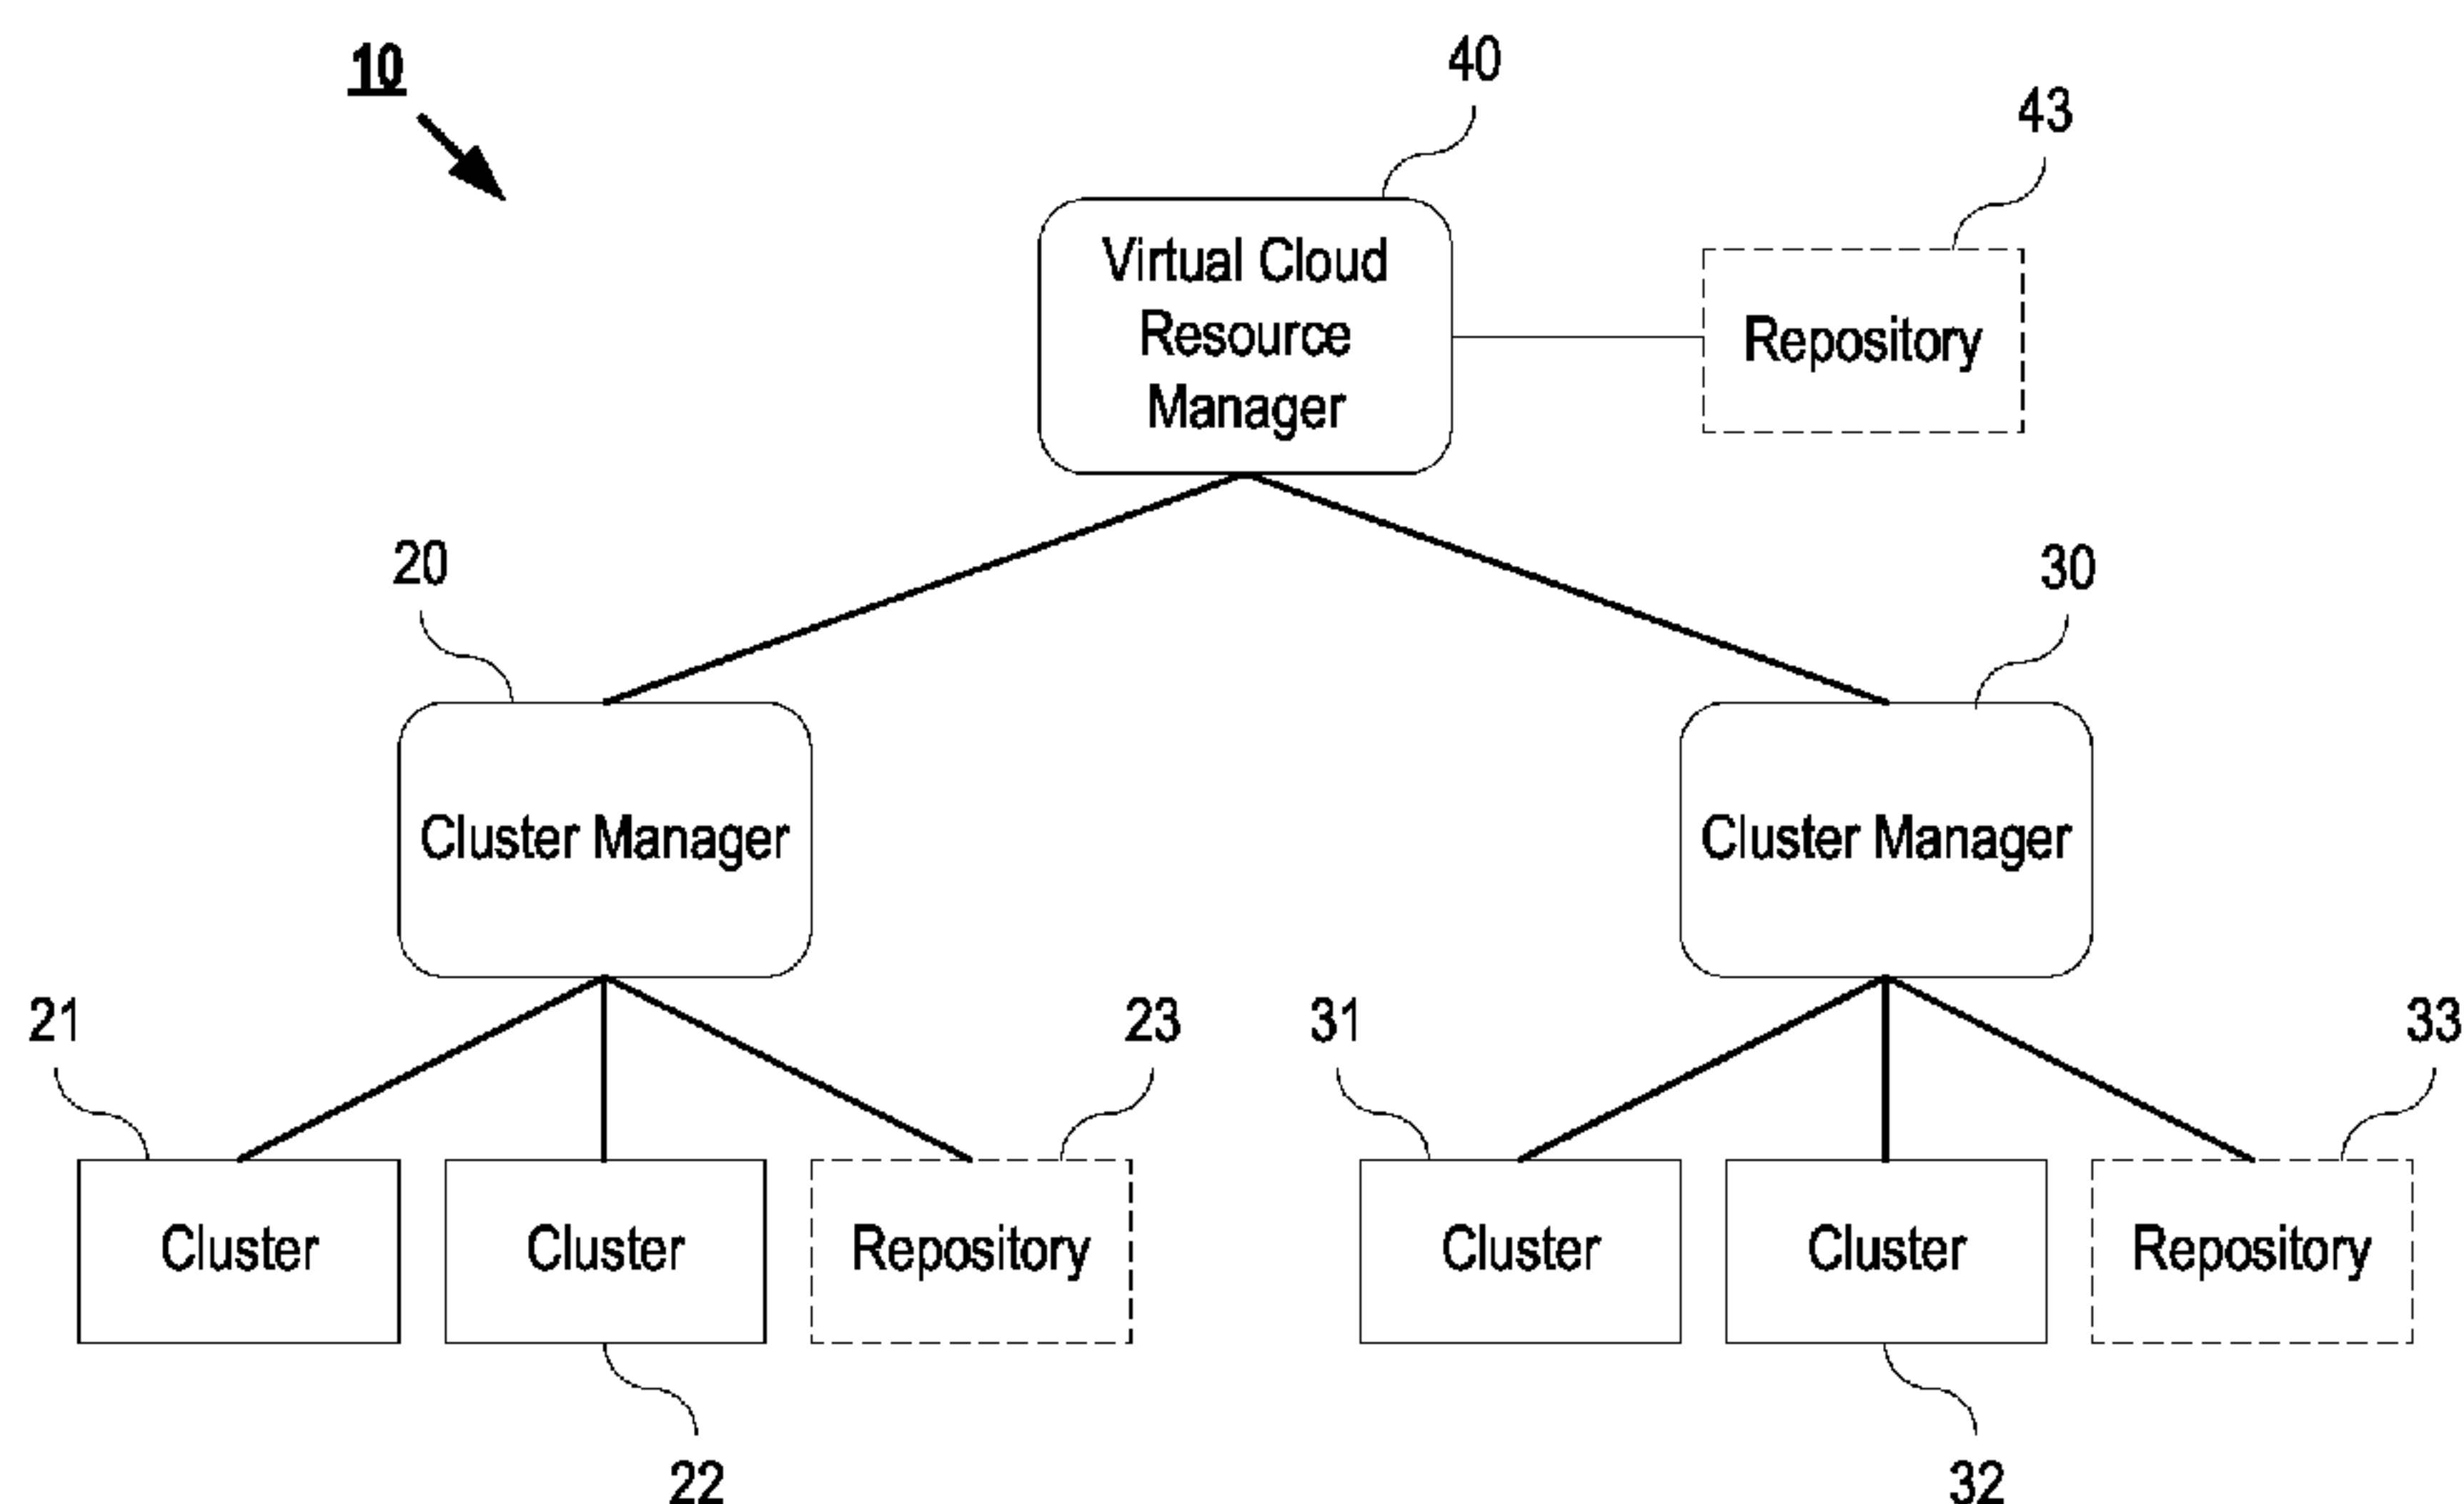 10
40
43
Virtual Cloud
Resource
Manager
Repository
20
30
Cluster Manager
Cluster Manager
21
23
31
33
Cluster
Cluster
Repository
Cluster
Cluster
Repository
22
32